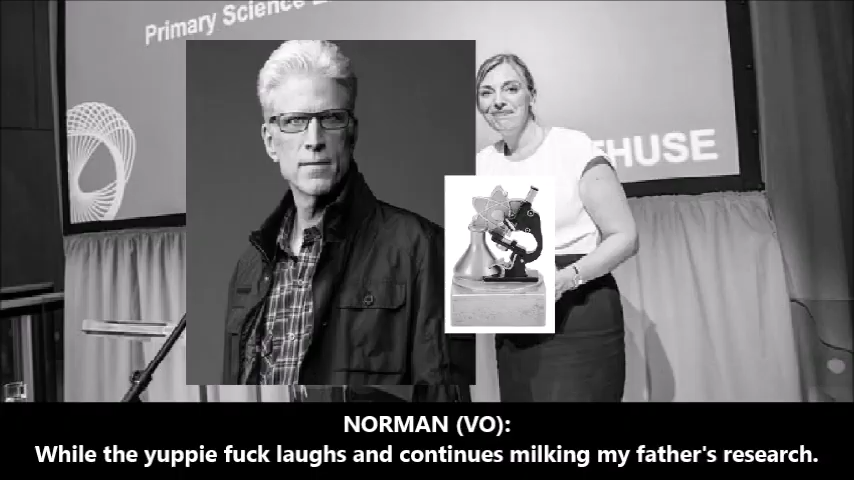 Primary Science
HUSE
NORMAN (VO):
While the yuppie fuck laughs and continues milking my father's research.